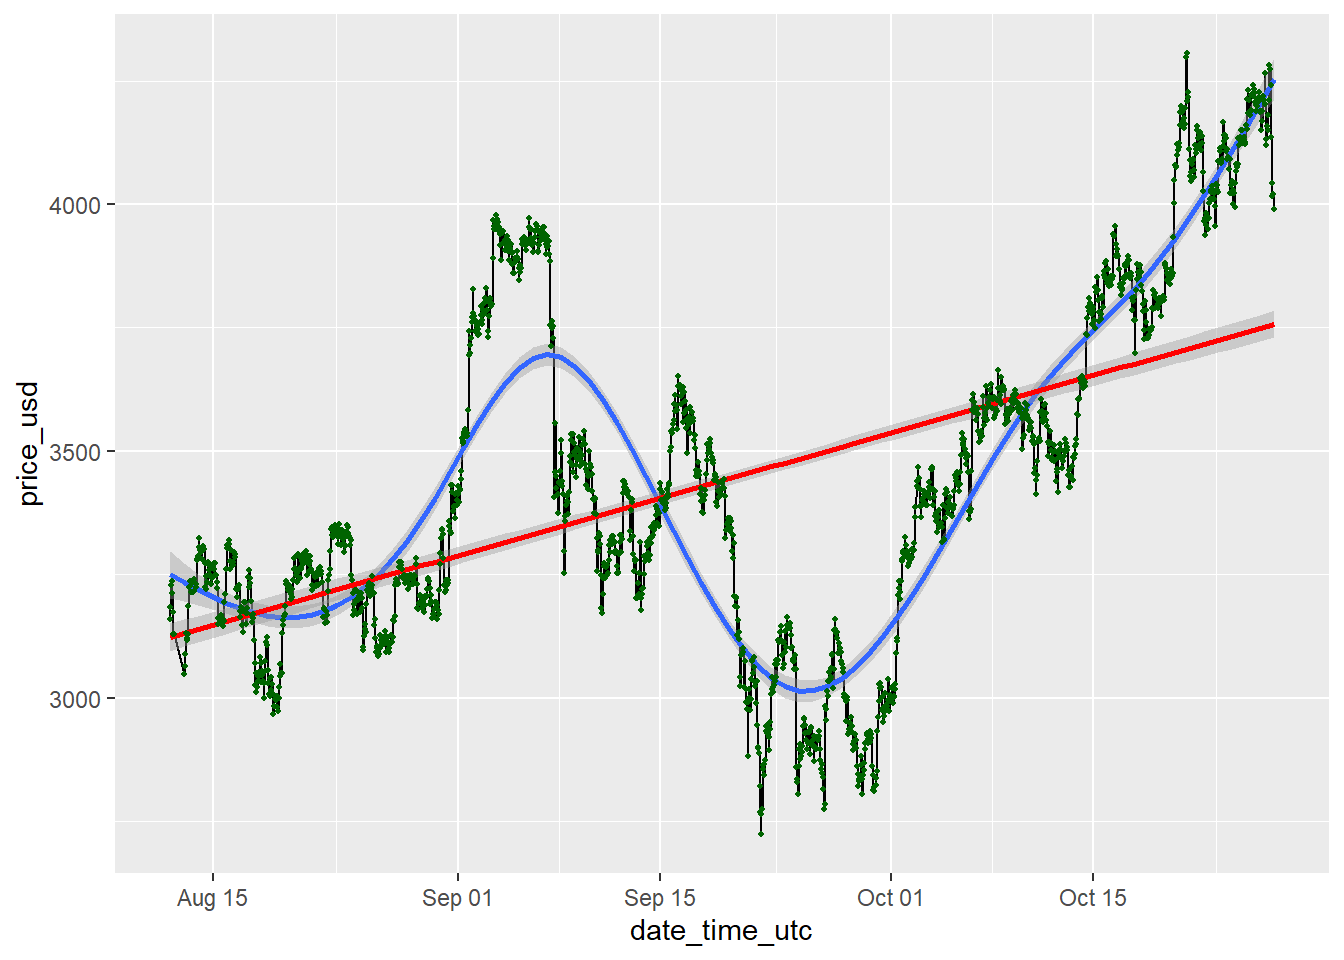 price_usd
4000
3500
3000
Aug 15
Sep 01
Sep 15
Oct 01
Oct 15
date_time_utc